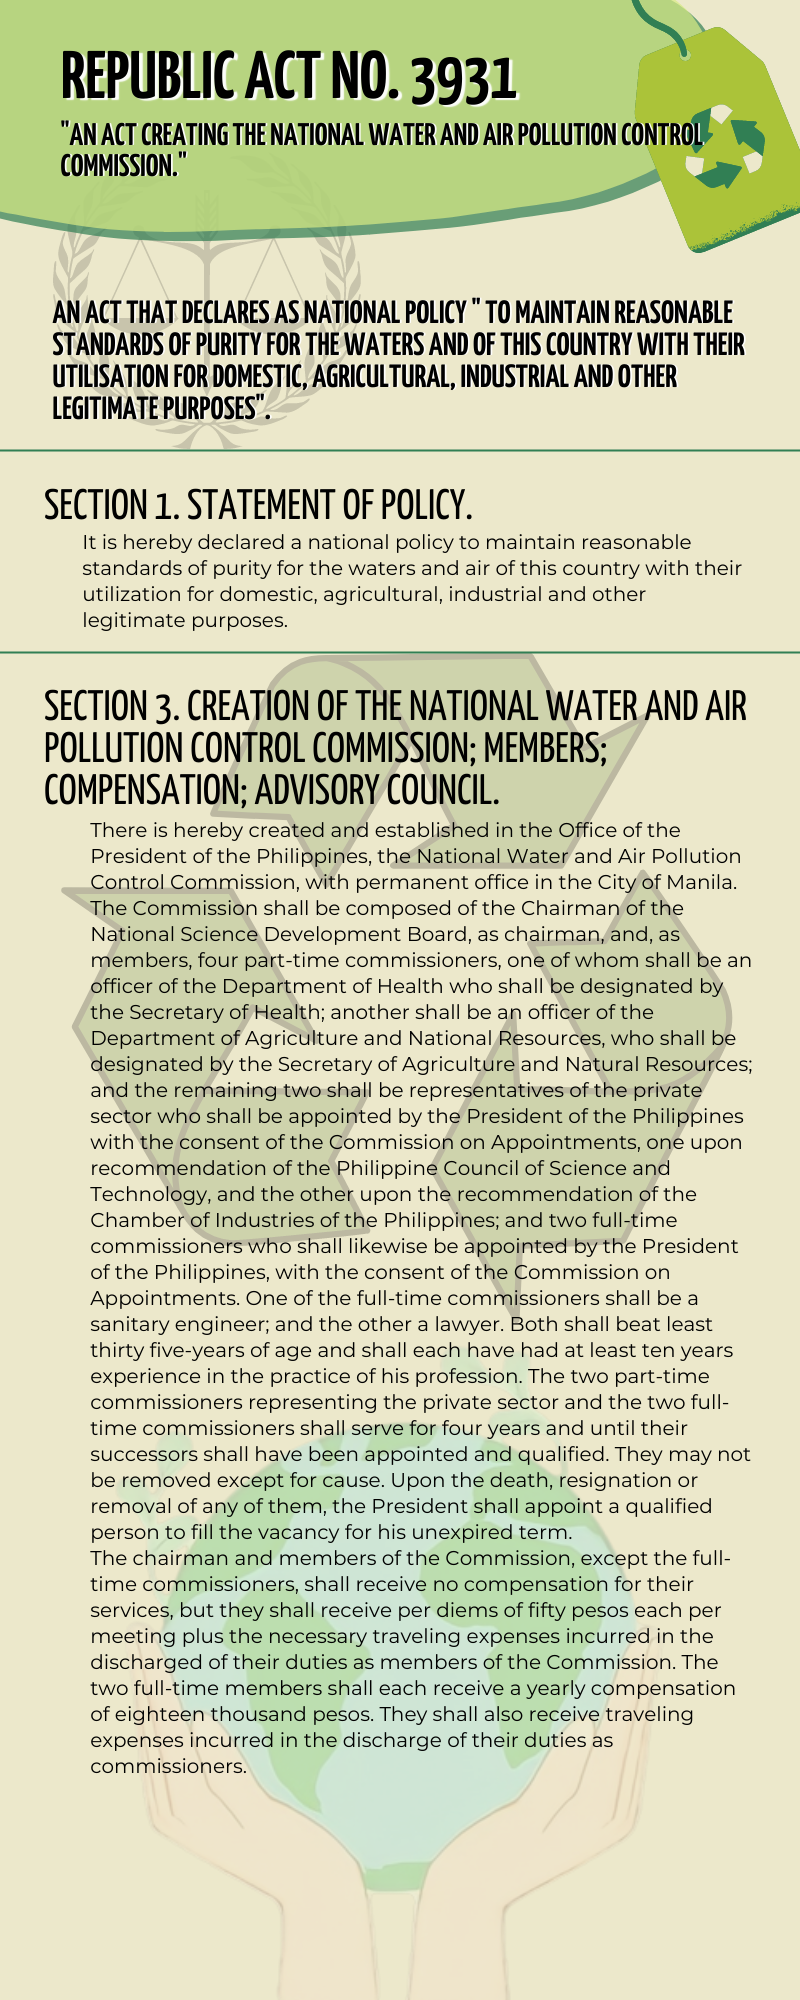 REPUBLIC ACT NO. 3931
"AN ACT CREATING THE NATIONAL WATER AND AIR POLLUTION CONTROL
COMMISSION."
AN ACT THAT DECLARES AS NATIONAL POLICY " TO MAINTAIN REASONABLE
STANDARDS OF PURITY FOR THE WATERS AND OF THIS COUNTRY WITH THEIR
UTILISATION FOR DOMESTIC, AGRICULTURAL, INDUSTRIAL AND OTHER
LEGITIMATE PURPOSES".
SECTION 1. STATEMENT OF POLICY.
It is hereby declared a national policy to maintain reasonable
standards of purity for the waters and air of this country with their
utilization for domestic, agricultural, industrial and other
legitimate purposes.
SECTION 3. CREATION OF THE NATIONAL WATER AND AIR
POLLUTION CONTROL COMMISSION; MEMBERS;
COMPENSATION; ADVISORY COUNCIL.
There is hereby created and established in the Office of the
President of the Philippines, the National Water and Air Pollution
Control Commission, with permanent office in the City of Manila.
The Commission shall be composed of the Chairman of the
National Science Development Board, as chairman, and, as
members, four part-time commissioners, one of whom shall be an
officer of the Department of Health who shall be designated by
the Secretary of Health; another shall be an officer of the
Department of Agriculture and National Resources, who shall be
designated by the Secretary of Agriculture and Natural Resources;
and the remaining two shall be representatives of the private
sector who shall be appointed by the President of the Philippines
with the consent of the Commission on Appointments, one upon
recommendation of the Philippine Council of Science and
Technology, and the other upon the recommendation of the
Chamber of Industries of the Philippines; and two full-time
commissioners who shall likewise be appointed by the President
of the Philippines, with the consent of the Commission on
Appointments. One of the full-time commissioners shall be a
sanitary engineer; and the other a lawyer. Both shall beat least
thirty five-years of age and shall each have had at least ten years
experience in the practice of his profession. The two part-time
commissioners representing the private sector and the two full-
time commissioners shall serve for four years and until their
successors shall have been appointed and qualified. They may not
be removed except for cause. Upon the death, resignation or
removal of any of them, the President shall appoint a qualified
person to fill the vacancy for his unexpired term.
The chairman and members of the Commission, except the full-
time commissioners, shall receive no compensation for their
services, but they shall receive per diems of fifty pesos each per
meeting plus the necessary traveling expenses incurred in the
discharged of their duties as members of the Commission. The
two full-time members shall each receive a yearly compensation
of eighteen thousand pesos. They shall also receive traveling
expenses incurred in the discharge of their duties as
commissioners.